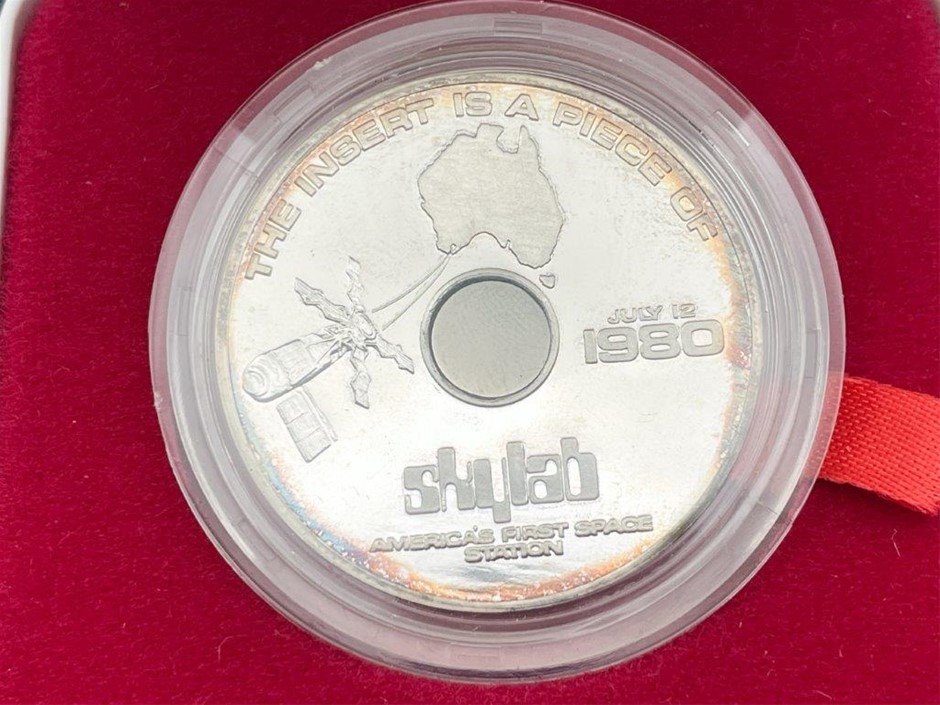 THE INSERT IS A PIECE OF
JULY 12
1980
skylab
AMERICA'S FIRST SPACE
STATION